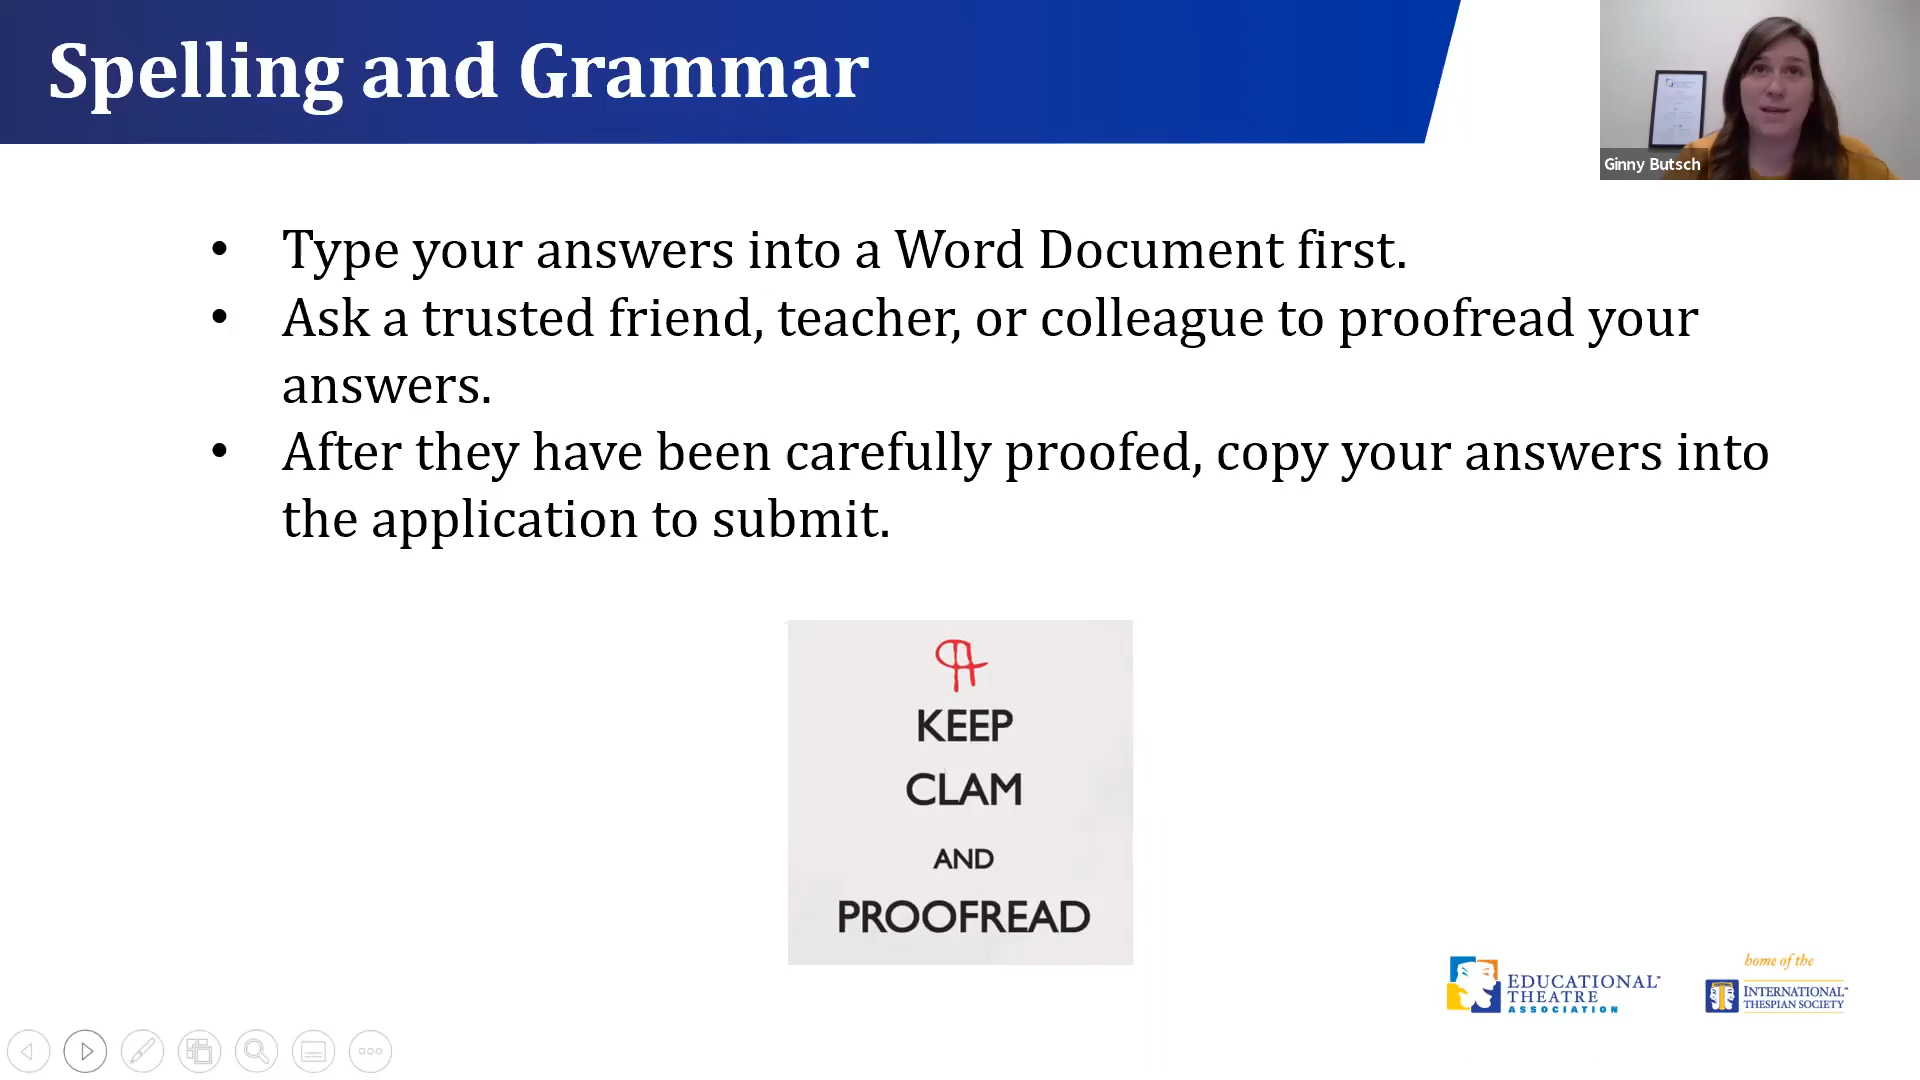 Spelling and Grammar
Ginny Butsch
• Type your answers into a Word Document first.
• Ask a trusted friend, teacher, or colleague to proofread your
answers.
• After they have been carefully proofed, copy your answers into
the application to submit.
KEEP
CLAM
AND
PROOFREAD
EDUCATIONAL
THEATRE
ASSOCIATION
home of the
INTERNATIONAL
THESPIAN SOCIETY